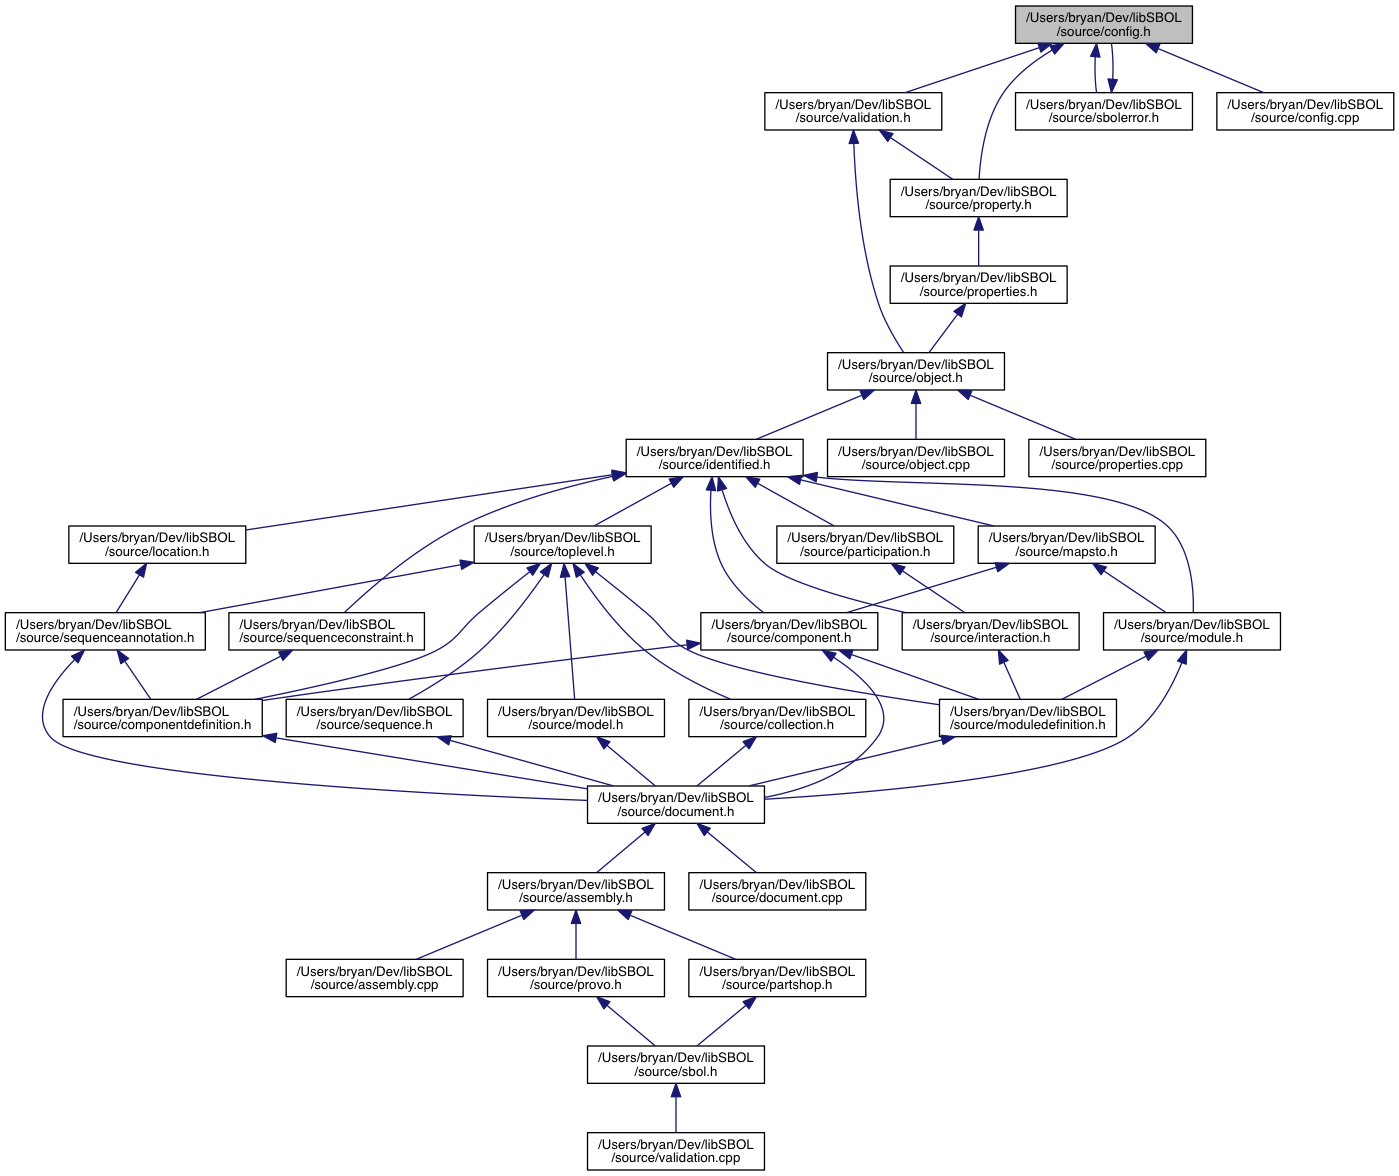 /Users/bryan/Dev/libSBOL
/source/config.h
/Users/bryan/Dev/libSBOL
/source/validation.h
/Users/bryan/Dev/libSBOL
/source/sbolerror.h
/Users/bryan/Dev/libSBOL
/source/config.cpp
/Users/bryan/Dev/libSBOL
/source/property.h
/Users/bryan/Dev/libSBOL
/source/properties.h
/Users/bryan/Dev/libSBOL
/source/object.h
/Users/bryan/Dev/libSBOL
/source/identified.h
/Users/bryan/Dev/libSBOL
/source/object.cpp
/Users/bryan/Dev/libSBOL
/source/properties.cpp
/Users/bryan/Dev/libSBOL
/source/location.h
/Users/bryan/Dev/libSBOL
/source/toplevel.h
/Users/bryan/Dev/libSBOL
/source/participation.h
/Users/bryan/Dev/libSBOL
/source/mapsto.h
/Users/bryan/Dev/libSBOL
/source/sequenceannotation.h
/Users/bryan/Dev/libSBOL
/source/sequenceconstraint.h
/Users/bryan/Dev/libSBOL
/source/component.h
/Users/bryan/Dev/libSBOL
/source/interaction.h
/Users/bryan/Dev/libSBOL
/source/module.h
/Users/bryan/Dev/libSBOL
/source/componentdefinition.h
/Users/bryan/Dev/libSBOL
/source/sequence.h
/Users/bryan/Dev/libSBOL
/source/model.h
/Users/bryan/Dev/libSBOL
/source/collection.h
/Users/bryan/Dev/libSBOL
/source/moduledefinition.h
/Users/bryan/Dev/libSBOL
/source/document.h
/Users/bryan/Dev/libSBOL
/source/assembly.h
/Users/bryan/Dev/libSBOL
/source/document.cpp
/Users/bryan/Dev/libSBOL
/source/assembly.cpp
/Users/bryan/Dev/libSBOL
/source/provo.h
/Users/bryan/Dev/libSBOL
/source/partshop.h
/Users/bryan/Dev/libSBOL
/source/sbol.h
/Users/bryan/Dev/libSBOL
/source/validation.cpp